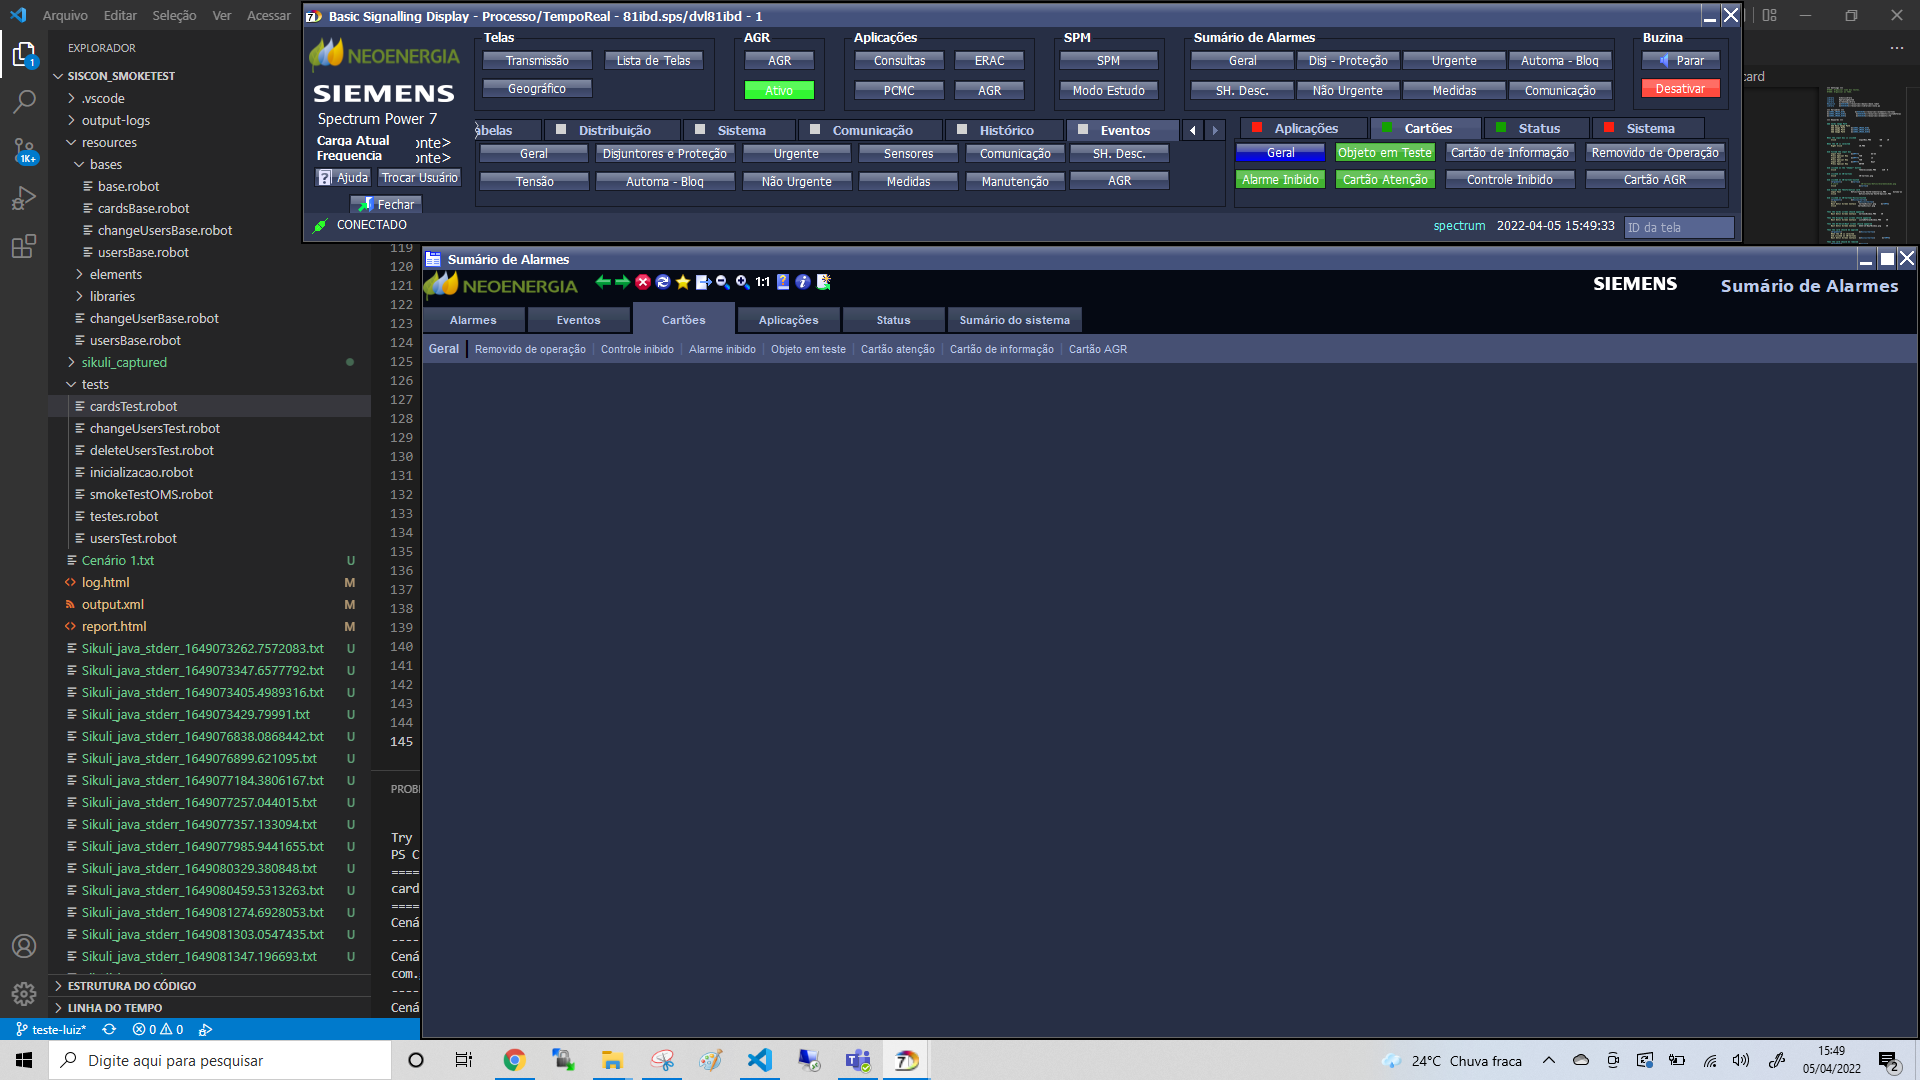 Arquivo Editar Seleção Ver Acessar
Basic Signalling Display - Processo/TempoReal - 81ibd.sps/dvl81ibd - 1
NEOENERGIA
SIEMENS
Spectrum Power 7
Carga Atual onte>
Frequencia onte>
Ajuda Trocar Usuário
Fechar
CONECTADO
Telas
Transmissão Lista de Telas
Geográfico
AGR
AGR
Ativo
Aplicações
Consultas ERAC
PCMC AGR
SPM
SPM
Modo Estudo
Sumário de Alarmes
Geral Disj - Proteção Urgente Automa - Bloq
SH. Desc. Não Urgente Medidas Comunicação
Buzina
Parar
Desativar
abelas Distribuição Sistema Comunicação Histórico Eventos
Geral Disjuntores e Proteção Urgente Sensores Comunicação SH. Desc.
Tensão Automa - Bloq Não Urgente Medidas Manutenção AGR
Aplicações Cartões Status Sistema
Geral Objeto em Teste Cartão de Informação Removido de Operação
Alarme Inibido Cartão Atenção Controle Inibido Cartão AGR
spectrum 2022-04-05 15:49:33 ID da tela
card
EXPLORADOR
SISCON_SMOKETEST
.vscode
output-logs
resources
bases
base.robot
cardsBase.robot
changeUsersBase.robot
usersBase.robot
elements
libraries
changeUserBase.robot
usersBase.robot
sikuli_captured
tests
cardsTest.robot
changeUsersTest.robot
deleteUsersTest.robot
inicializacao.robot
smokeTestOMS.robot
testes.robot
usersTest.robot
Cenário 1.txt U
log.html M
output.xml M
report.html M
Sikuli_java_stderr_1649073262.7572083.txt U
Sikuli_java_stderr_1649073347.6577792.txt U
Sikuli_java_stderr_1649073405.4989316.txt U
Sikuli_java_stderr_1649073429.79991.txt U
Sikuli_java_stderr_1649076838.0868442.txt U
Sikuli_java_stderr_1649076899.621095.txt U
Sikuli_java_stderr_1649077184.3806167.txt U
Sikuli_java_stderr_1649077257.044015.txt U
Sikuli_java_stderr_1649077357.133094.txt U
Sikuli_java_stderr_1649077985.9441655.txt U
Sikuli_java_stderr_1649080329.380848.txt U
Sikuli_java_stderr_1649080459.5313263.txt U
Sikuli_java_stderr_1649081274.6928053.txt U
Sikuli_java_stderr_1649081303.0547435.txt U
Sikuli_java_stderr_1649081347.196693.txt U
ESTRUTURA DO CÓDIGO
LINHA DO TEMPO
1
1K+
119
120
121
122
123
124
125
126
127
128
129
130
131
132
133
134
135
136
137
138
139
140
141
142
143
144
145
PROB
Try
PS C
====
card
====
Cená
----
Cená
com.
----
Cená
Sumário de Alarmes
NEOENERGIA 1:1 SIEMENS Sumário de Alarmes
Alarmes Eventos Cartões Aplicações Status Sumário do sistema
Geral Removido de operação Controle inibido Alarme inibido Objeto em teste Cartão atenção Cartão de informação Cartão AGR
teste-luiz* 0 0
Digite aqui para pesquisar
24°C Chuva fraca
15:49
05/04/2022
2